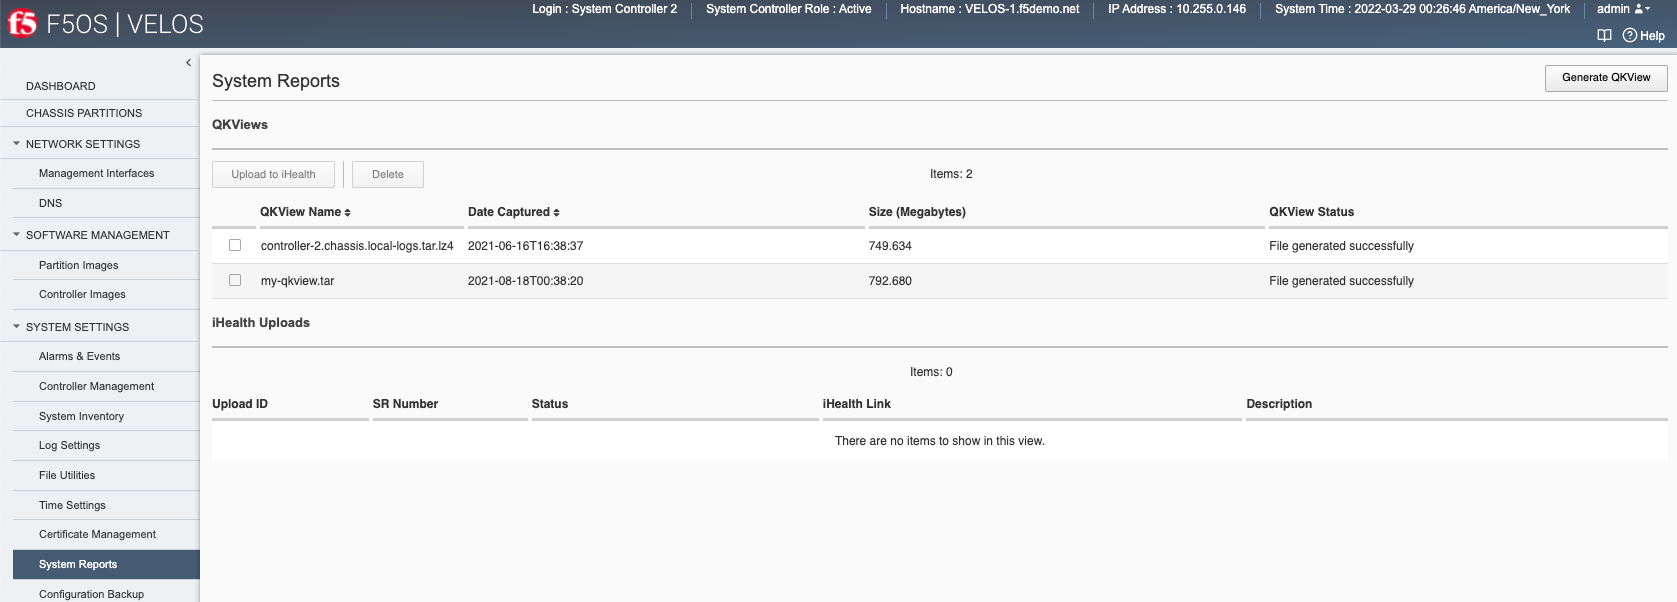 Login : System Controller 2 System Controller Role : Active Hostname : VELOS-1.f5demo.net IP Address : 10.255.0.146 System Time : 2022-03-29 00:26:46 America/New_York admin
f5 F5OS | VELOS
Help
DASHBOARD
CHASSIS PARTITIONS
NETWORK SETTINGS
Management Interfaces
DNS
SOFTWARE MANAGEMENT
Partition Images
Controller Images
SYSTEM SETTINGS
Alarms & Events
Controller Management
System Inventory
Log Settings
File Utilities
Time Settings
Certificate Management
System Reports
Configuration Backup
System Reports
Generate QKView
QKViews
Upload to iHealth Delete Items: 2
QKView Name Date Captured Size (Megabytes) QKView Status
controller-2.chassis.local-logs.tar.lz4 2021-06-16T16:38:37 749.634 File generated successfully
my-qkview.tar 2021-08-18T00:38:20 792.680 File generated successfully
iHealth Uploads
Items: 0
Upload ID SR Number Status iHealth Link Description
There are no items to show in this view.